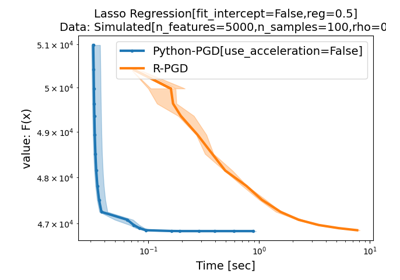 Lasso Regression[fit_intercept=False,reg=0.5]
Data: Simulated[n_features=5000,n_samples=100,rho=0
Python-PGD[use_acceleration=False]
R-PGD
value: F(x)
5.1 × 10⁴
5 × 10⁴
4.9 × 10⁴
4.8 × 10⁴
4.7 × 10⁴
10⁻¹ 10⁰ 10¹
Time [sec]